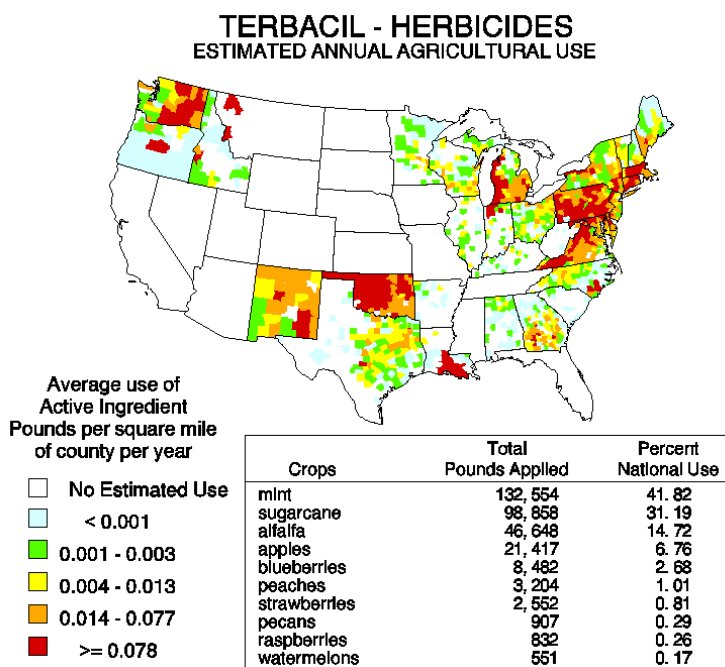 TERBACIL - HERBICIDES
ESTIMATED ANNUAL AGRICULTURAL USE
Average use of
Active Ingredient
Pounds per square mile
of county per year
No Estimated Use
< 0.001
0.001 - 0.003
0.004 - 0.013
0.014 - 0.077
>= 0.078
Total Percent
Crops Pounds Applied National Use
mint 132, 554 41. 82
sugarcane 98, 858 31. 19
alfalfa 46, 648 14. 72
apples 21, 417 6. 76
blueberries 8, 482 2. 68
peaches 3, 204 1. 01
strawberries 2, 552 0. 81
pecans 907 0. 29
raspberries 832 0. 26
watermelons 551 0. 17